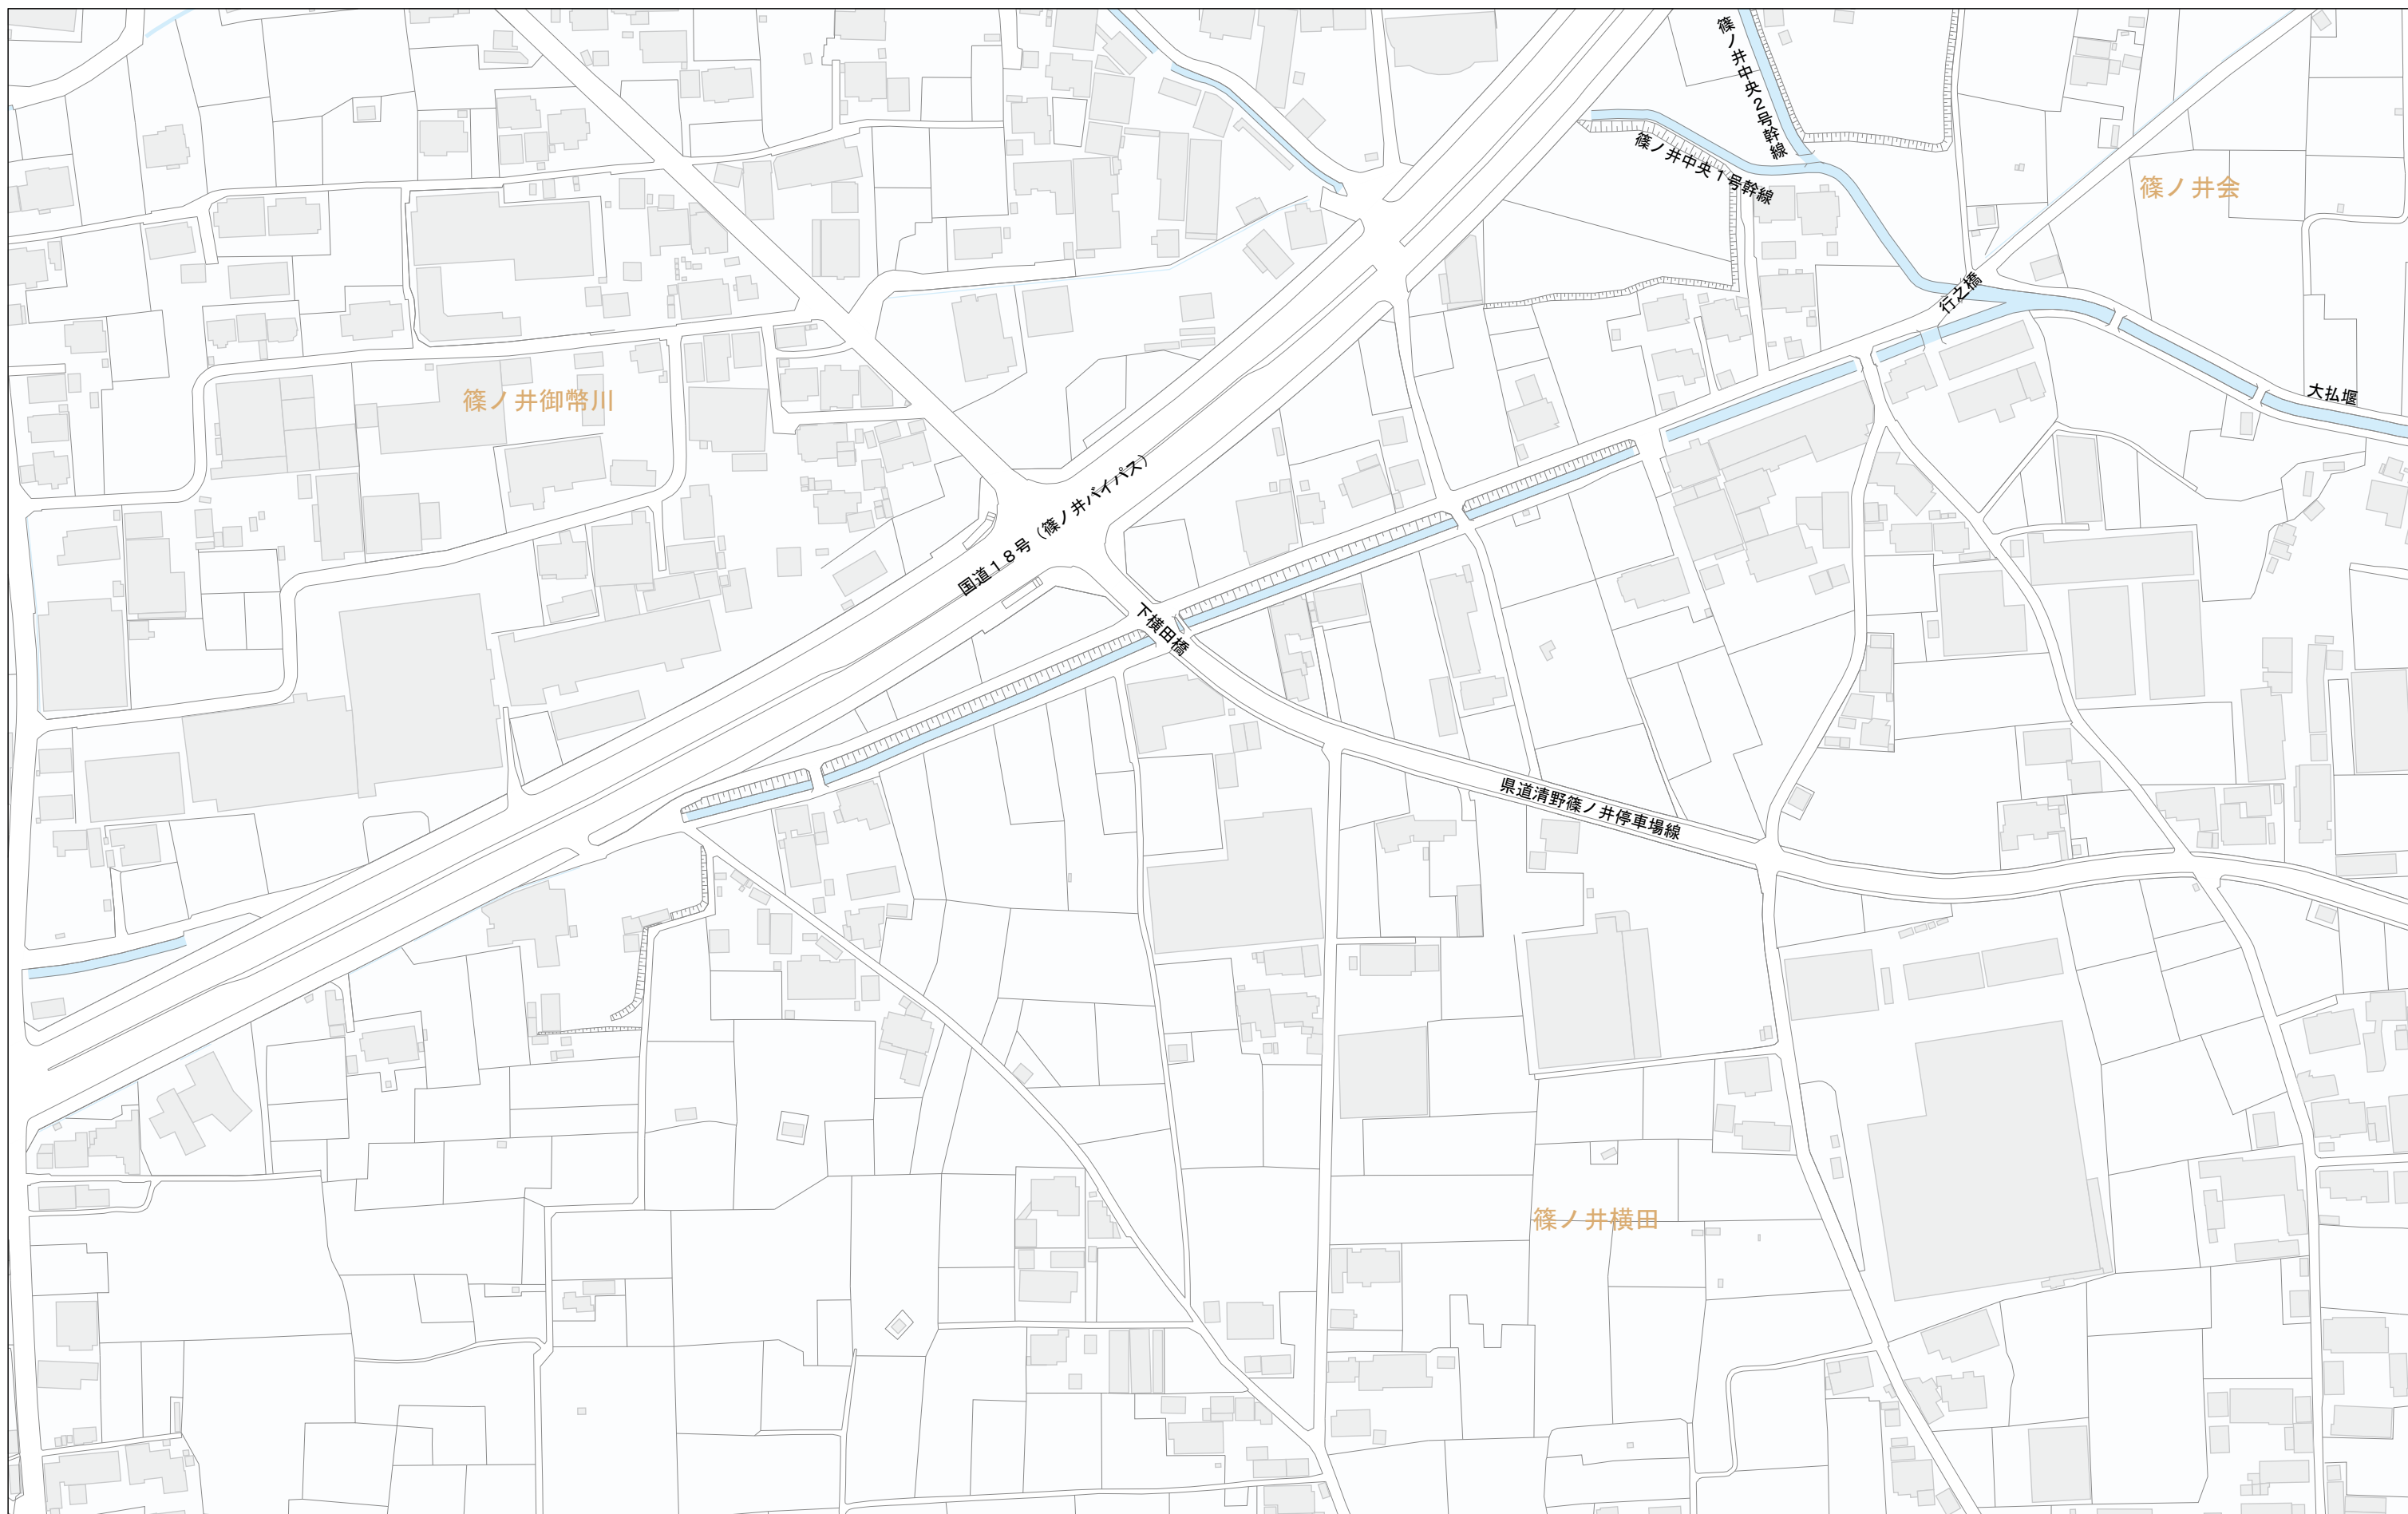 篠ノ井中央２号幹線
篠ノ井中央１号幹線
篠ノ井会
行之橋
大払堰
篠ノ井御幣川
国道１８号（篠ノ井バイパス）
下横田橋
県道清野篠ノ井停車場線
篠ノ井横田